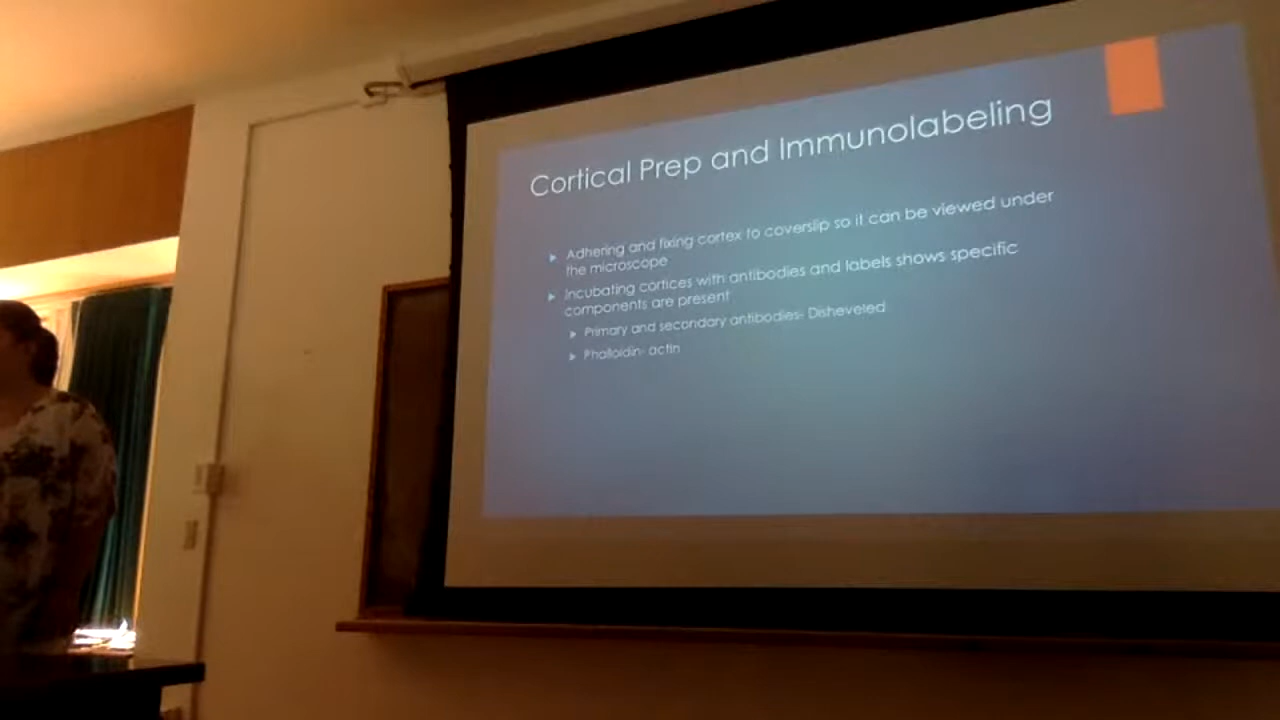 Cortical Prep and Immunolabeling
Adhering and fixing cortex to coverslip so it can be viewed under
the microscope
Incubating cortices with antibodies and labels shows specific
components are present
Primary and secondary antibodies- Disheveled
Phalloidin- actin